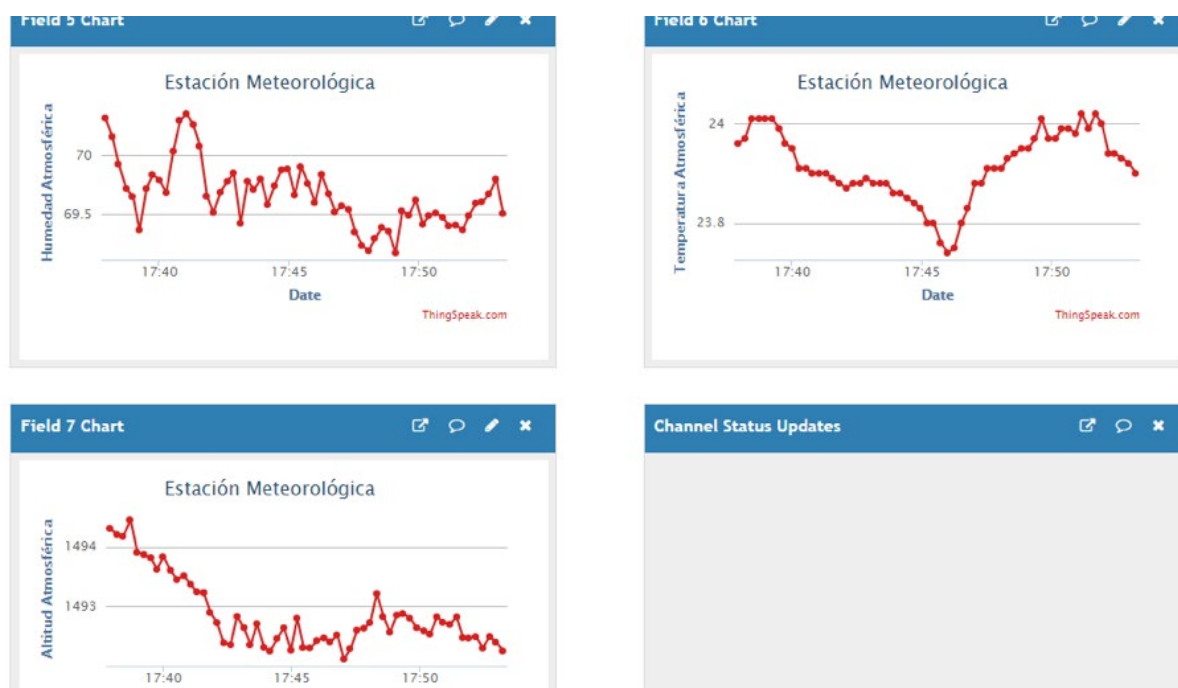 Field 5 Chart
Estación Meteorológica
Humedad Atmosférica
70
69.5
17:40 17:45 17:50
Date
ThingSpeak.com
Field 6 Chart
Estación Meteorológica
Temperatura Atmosférica
24
23.8
17:40 17:45 17:50
Date
ThingSpeak.com
Field 7 Chart
Estación Meteorológica
Altitud Atmosférica
1494
1493
17:40 17:45 17:50
Channel Status Updates